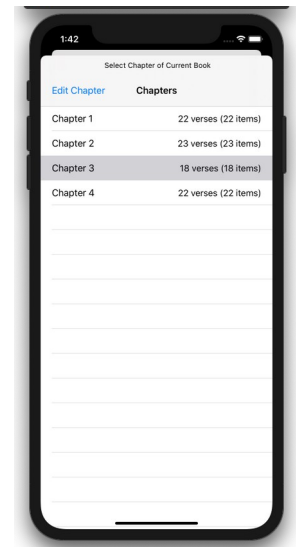 1:42
Select Chapter of Current Book
Edit Chapter Chapters
Chapter 1 22 verses (22 items)
Chapter 2 23 verses (23 items)
Chapter 3 18 verses (18 items)
Chapter 4 22 verses (22 items)